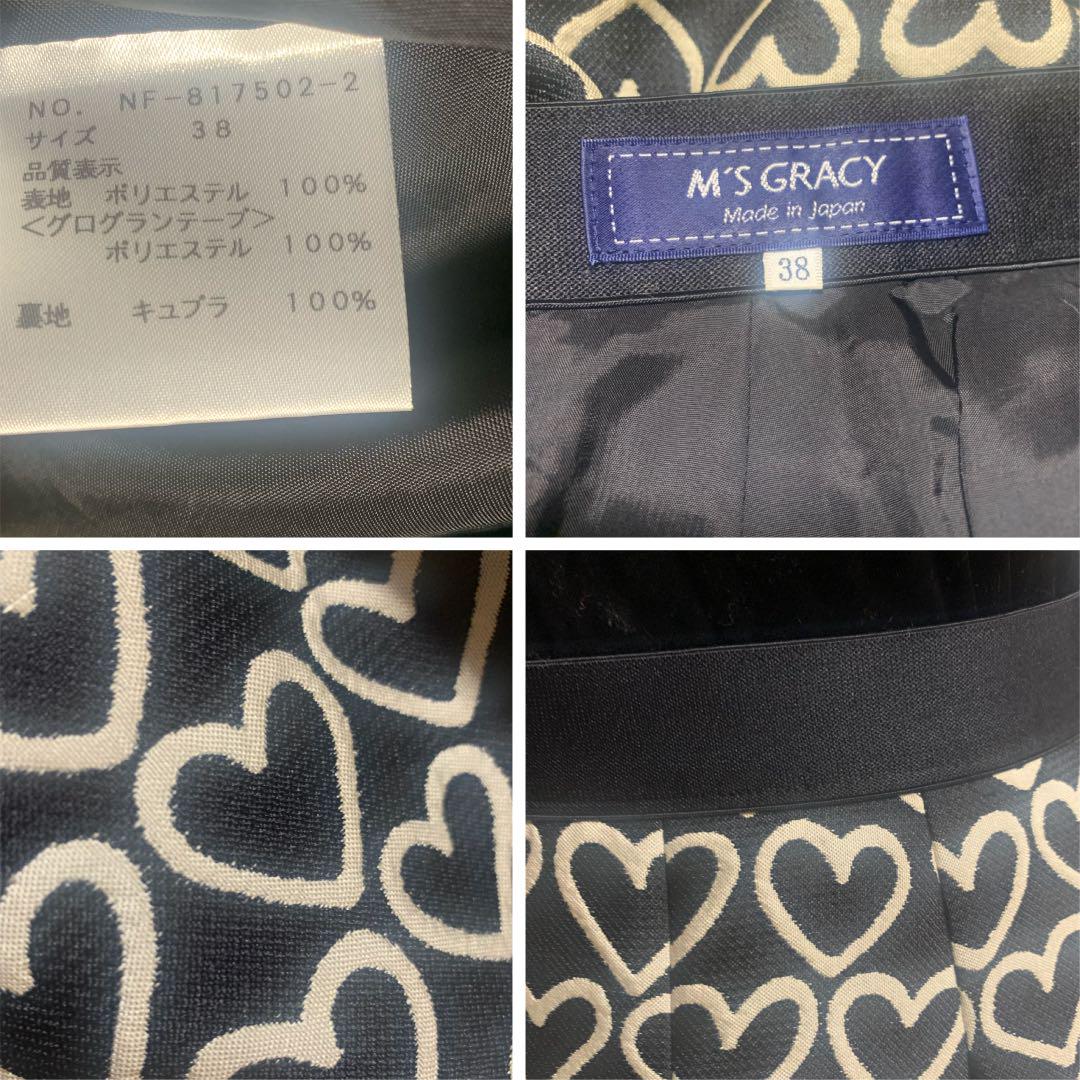 NO. NF-817502-2
サイズ 38
品質表示
表地 ポリエステル 100%
<グログランテープ>
ポリエステル 100%
裏地 キュプラ 100%
M'S GRACY
Made in Japan
38